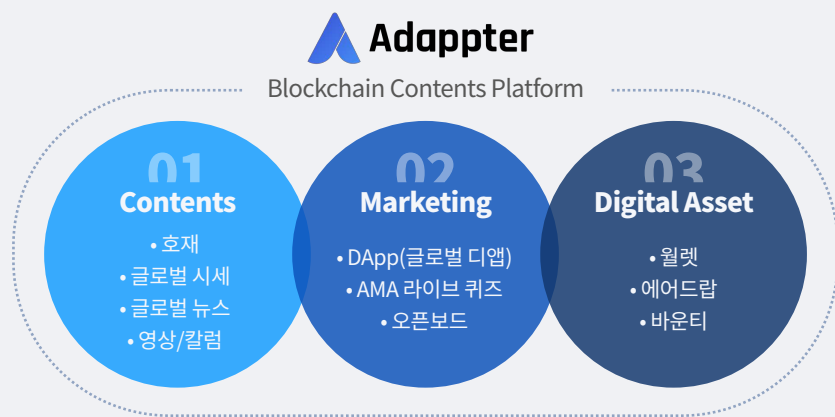 Adappter
Blockchain Contents Platform
01
Contents
• 호재
• 글로벌 시세
• 글로벌 뉴스
• 영상/칼럼
02
Marketing
• DApp(글로벌 디앱)
• AMA 라이브 퀴즈
• 오픈보드
03
Digital Asset
• 월렛
• 에어드랍
• 바운티